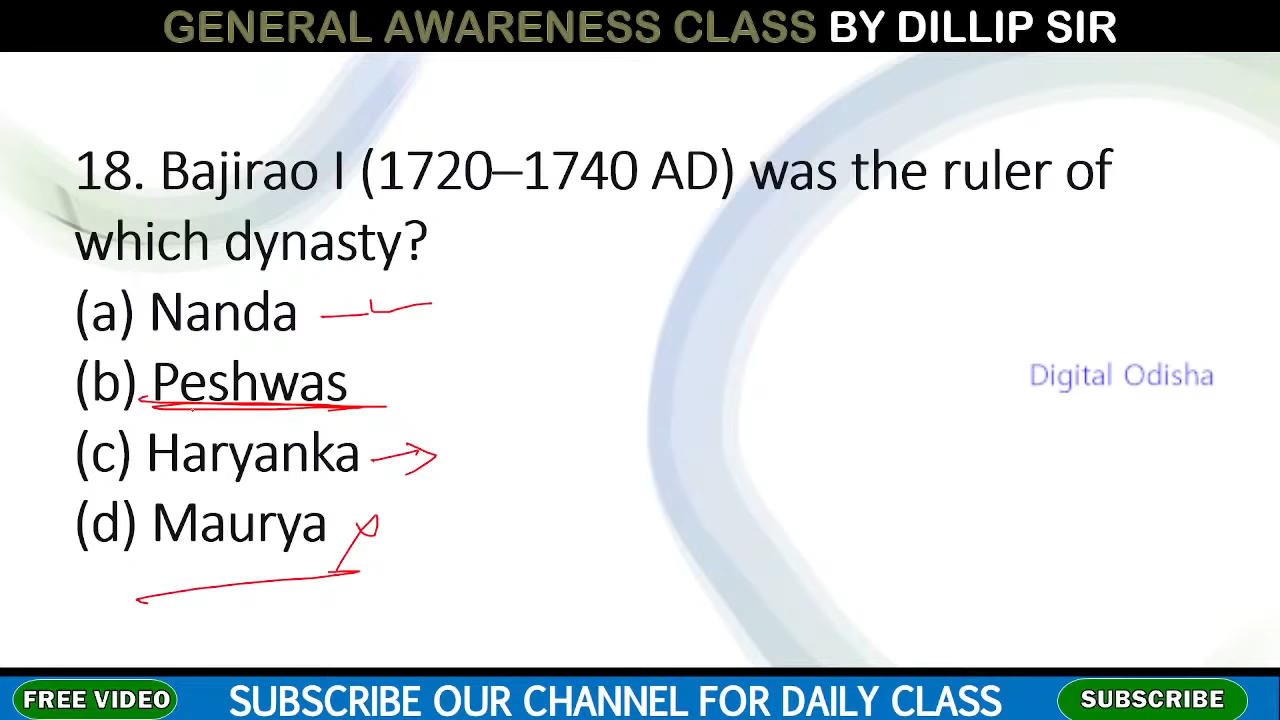 GENERAL AWARENESS CLASS BY DILLIP SIR
18. Bajirao I (1720–1740 AD) was the ruler of
which dynasty?
(a) Nanda
(b) Peshwas
(c) Haryanka
(d) Maurya
Digital Odisha
FREE VIDEO
SUBSCRIBE OUR CHANNEL FOR DAILY CLASS
SUBSCRIBE